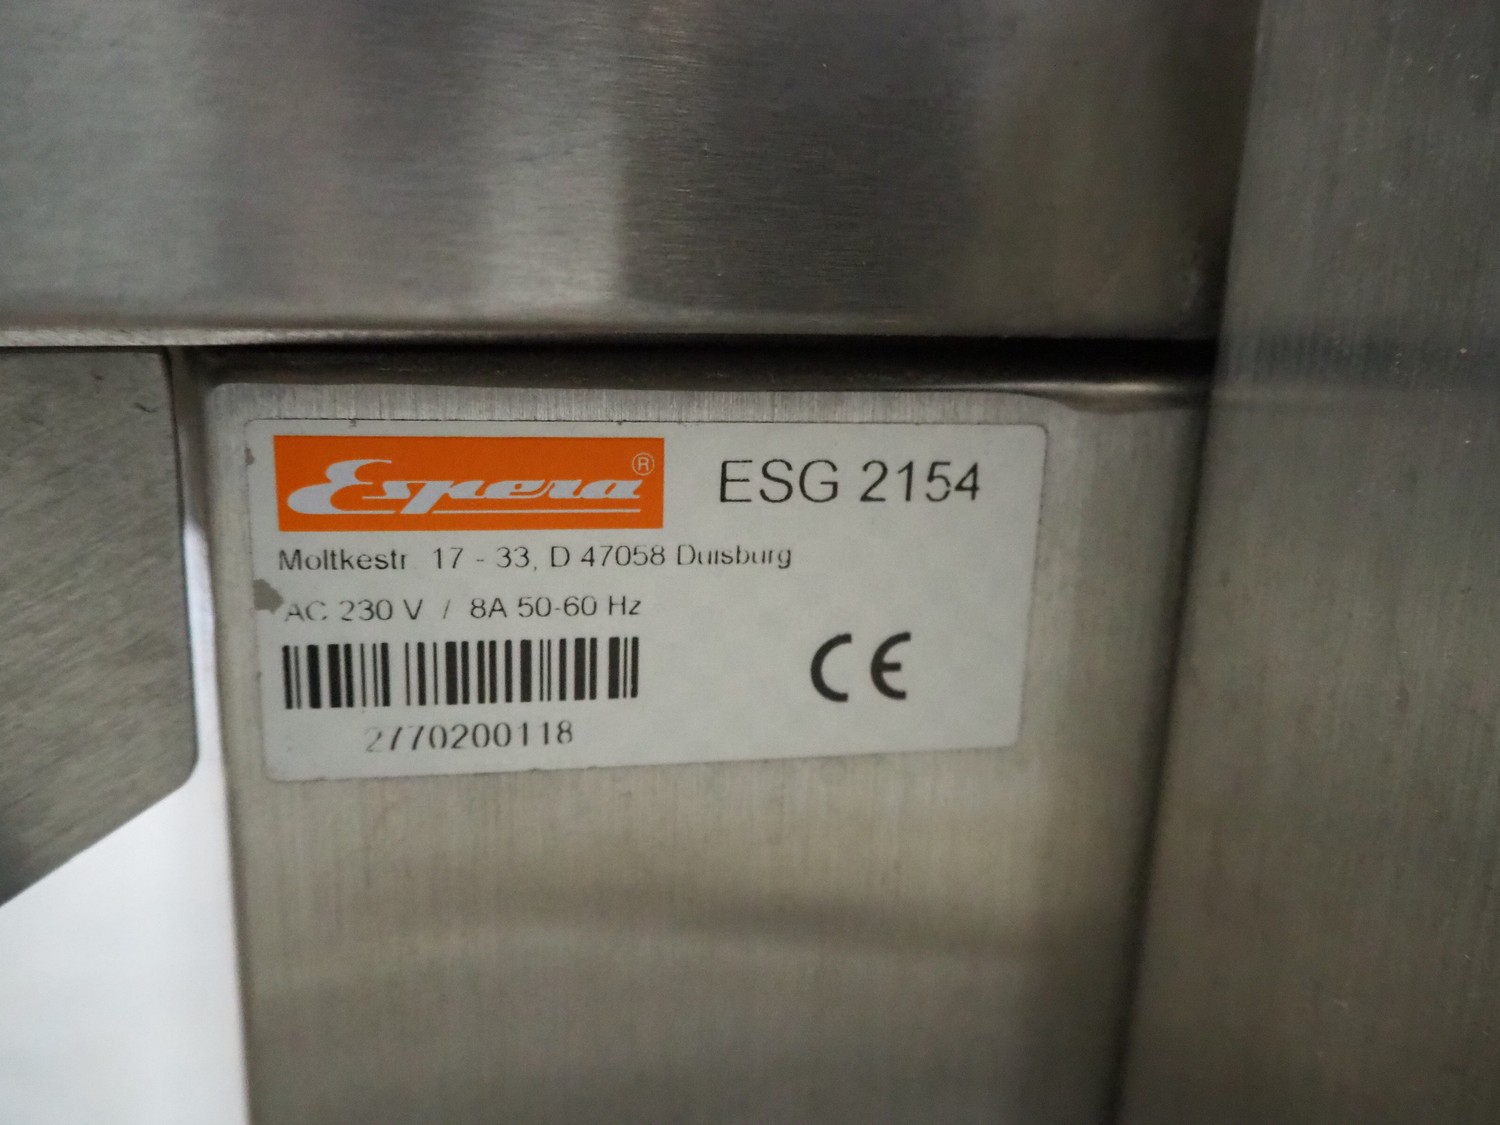 Espera®
ESG 2154
Moltkestr. 17 - 33, D 47058 Duisburg
AC 230 V / 8A 50-60 Hz
CE
2770200118